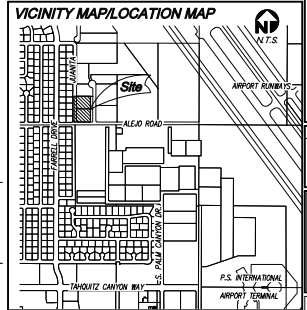 VICINITY MAP/LOCATION MAP
N
N.T.S.
JUANITA
Site
AIRPORT RUNWAYS
ALEJO ROAD
FARRELL DRIVE
E.S. PALM CANYON DR.
P.S. INTERNATIONAL
AIRPORT TERMINAL
TAHQUITZ CANYON WAY